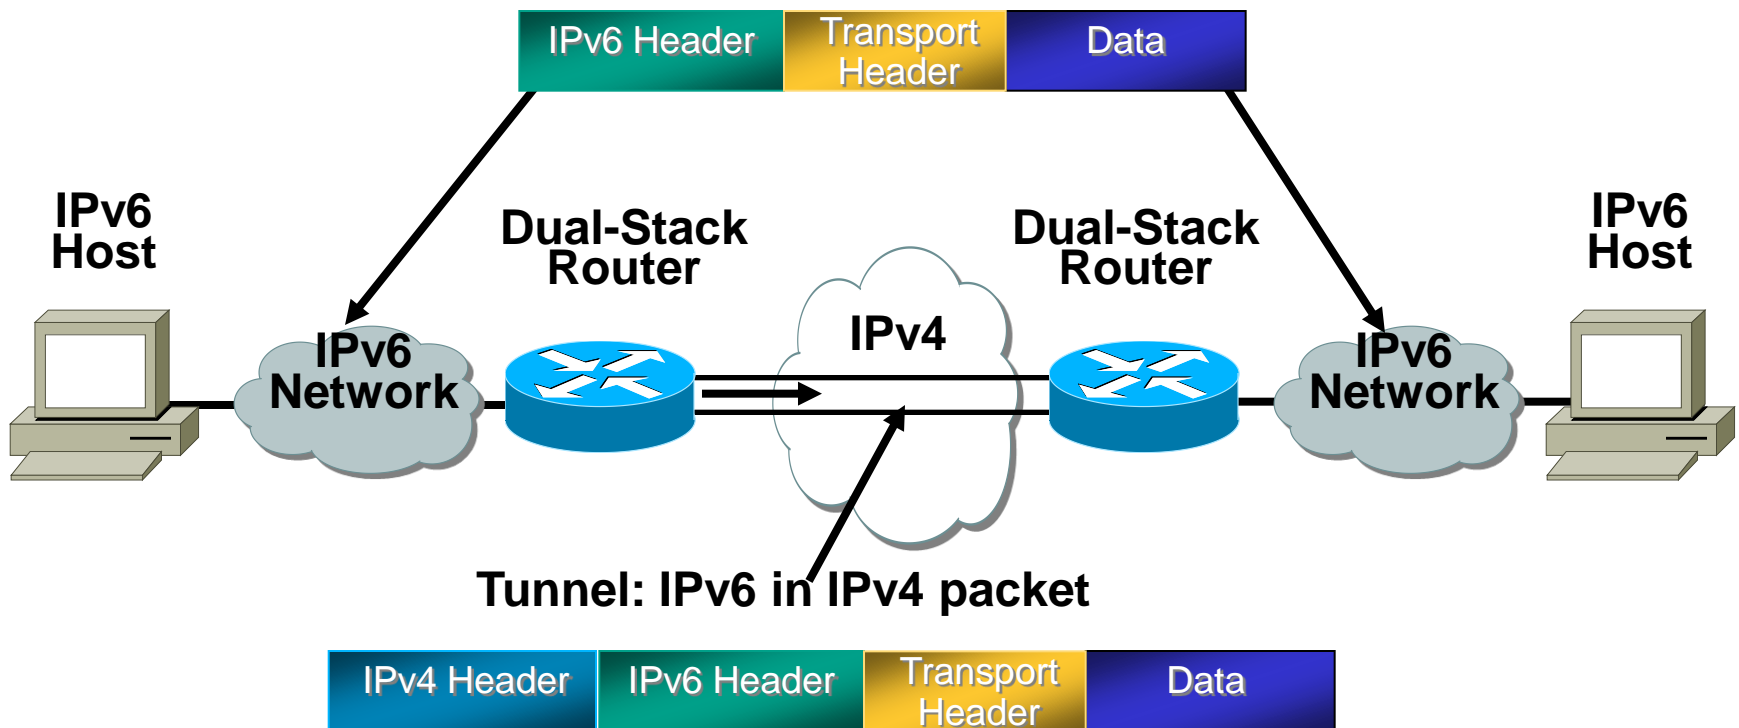 IPv6 Header
Transport
Header
Data
IPv6
Host
Dual-Stack
Router
Dual-Stack
Router
IPv6
Host
IPv4
IPv6
Network
IPv6
Network
Tunnel: IPv6 in IPv4 packet
IPv4 Header
IPv6 Header
Transport
Header
Data